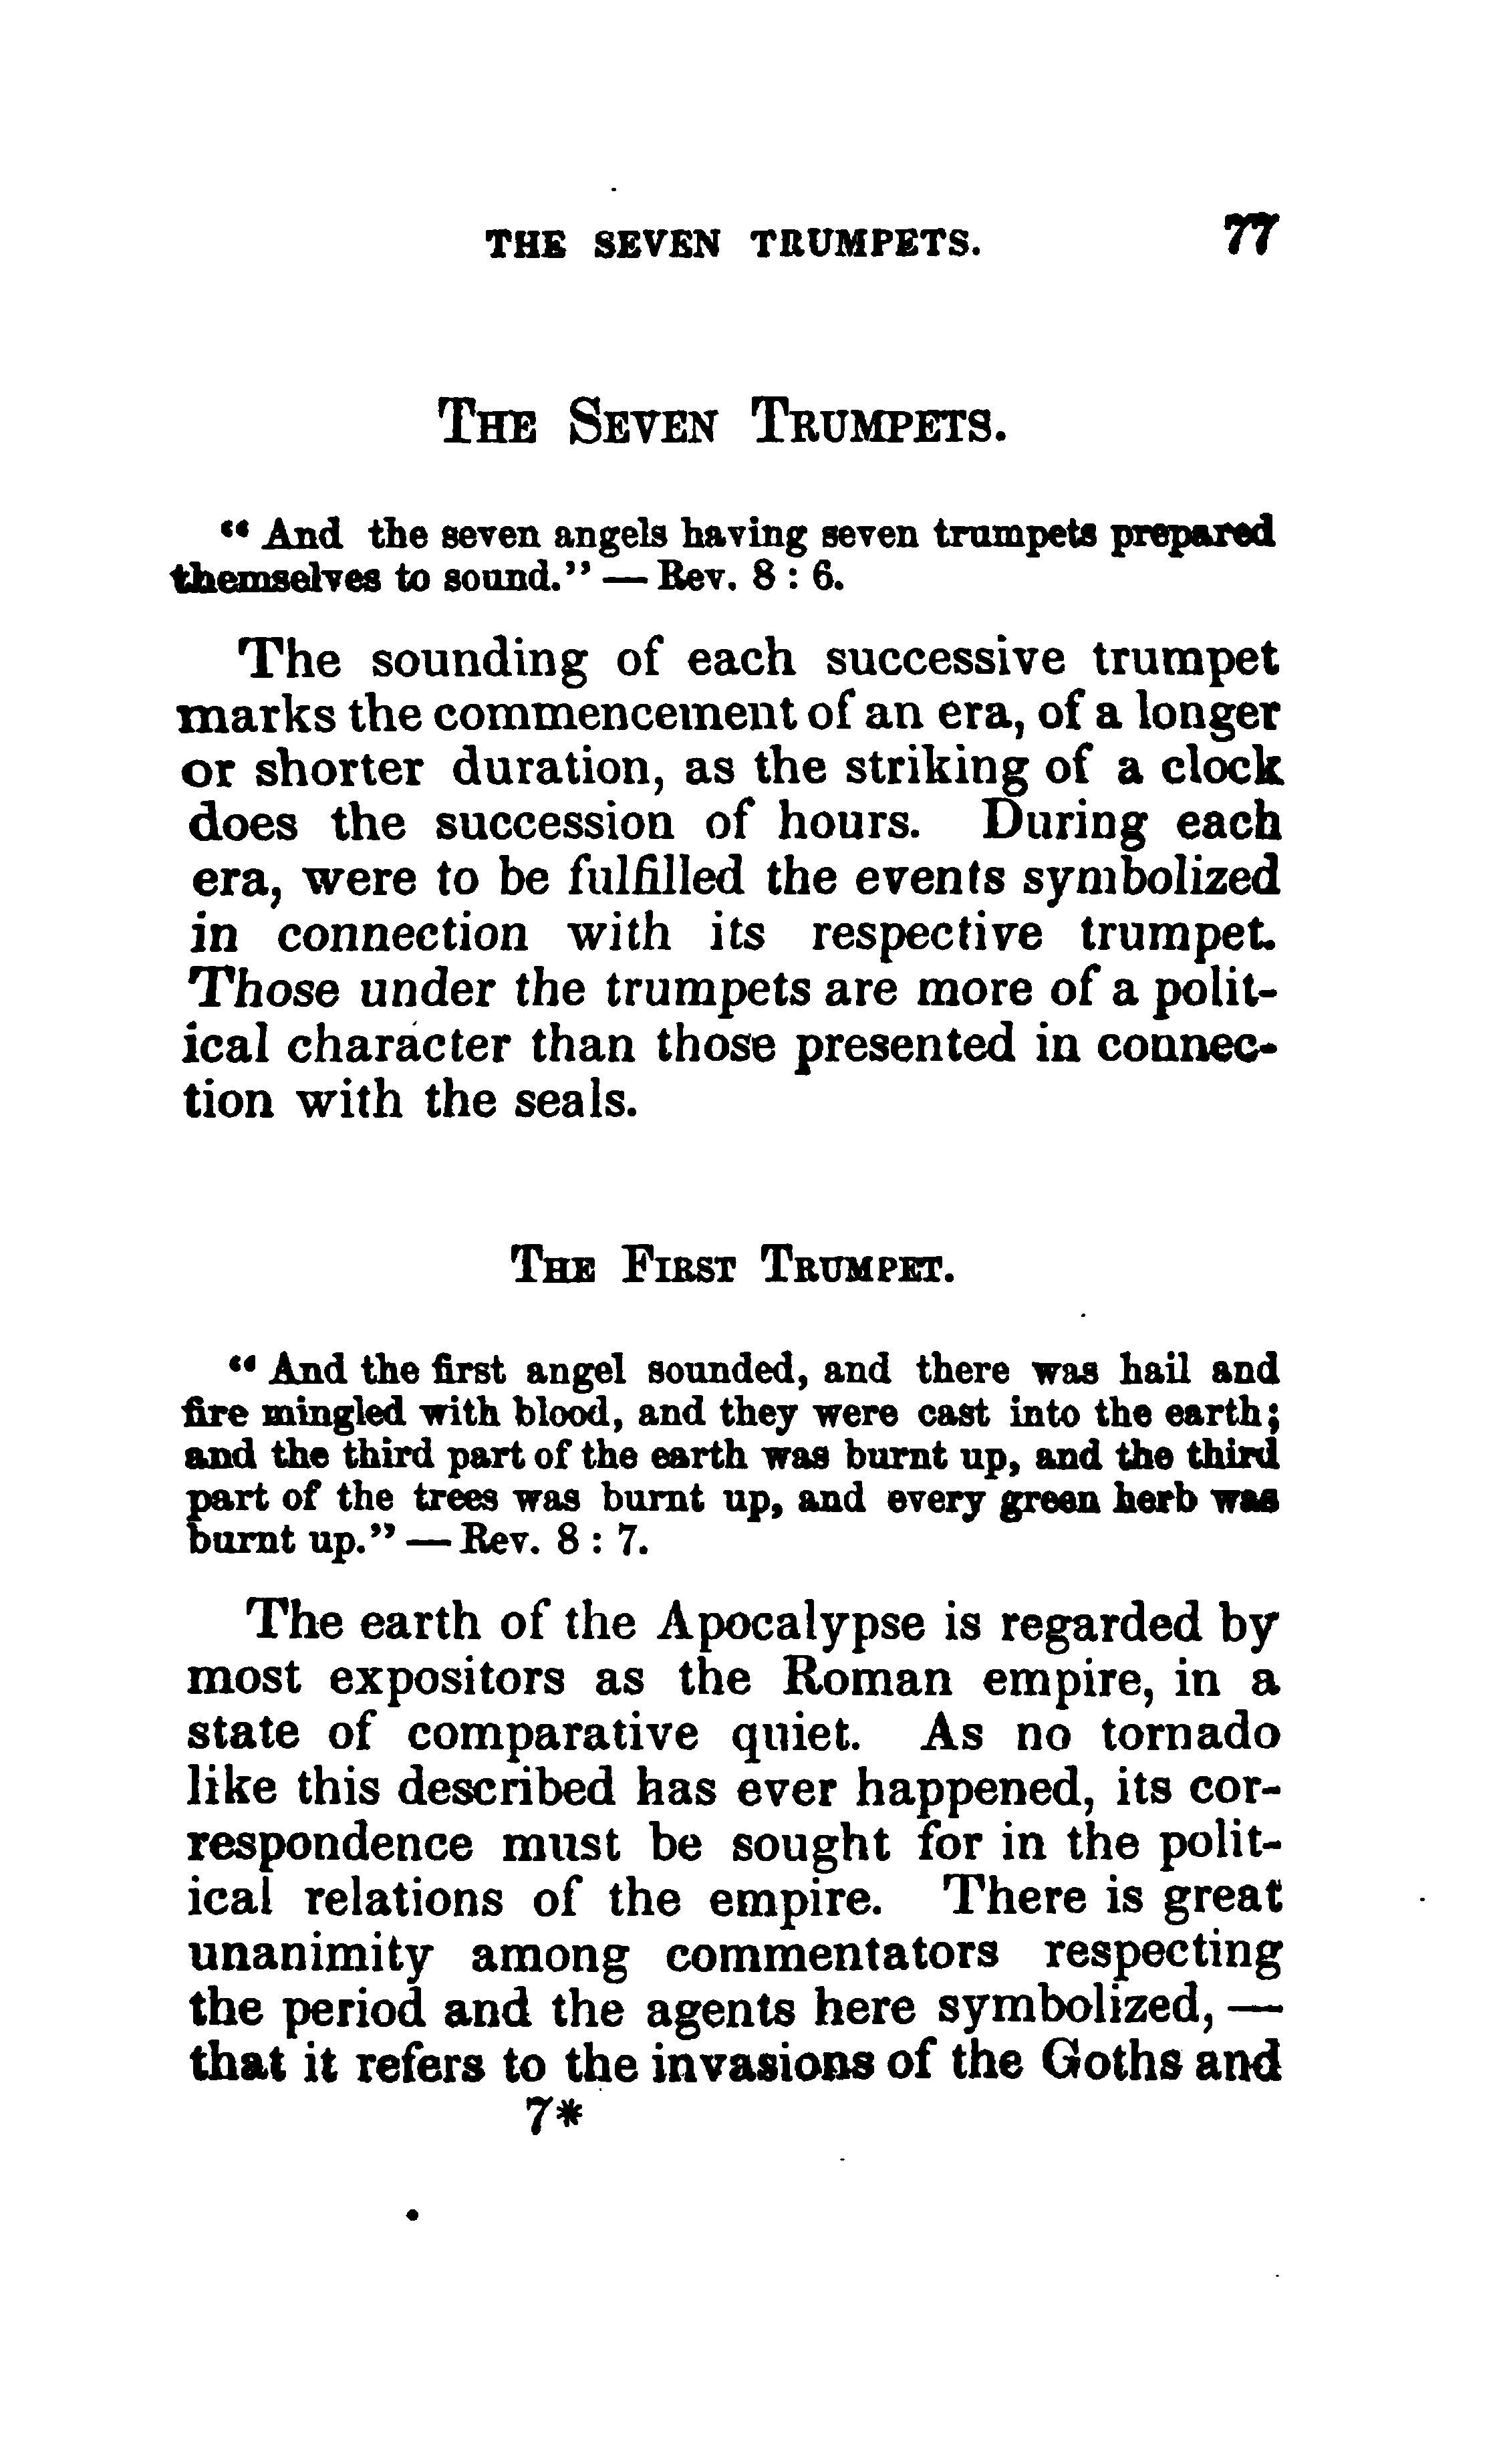 THE SEVEN TRUMPETS. 77
THE SEVEN TRUMPETS.
“ And the seven angels having seven trumpets prepared
themselves to sound.” — Rev. 8 : 6.
The sounding of each successive trumpet
marks the commencement of an era, of a longer
or shorter duration, as the striking of a clock
does the succession of hours. During each
era, were to be fulfilled the events symbolized
in connection with its respective trumpet.
Those under the trumpets are more of a polit-
ical character than those presented in connec-
tion with the seals.
THE FIRST TRUMPET.
“ And the first angel sounded, and there was hail and
fire mingled with blood, and they were cast into the earth;
and the third part of the earth was burnt up, and the third
part of the trees was burnt up, and every green herb was
burnt up.” — Rev. 8 : 7.
The earth of the Apocalypse is regarded by
most expositors as the Roman empire, in a
state of comparative quiet. As no tornado
like this described has ever happened, its cor-
respondence must be sought for in the polit-
ical relations of the empire. There is great
unanimity among commentators respecting
the period and the agents here symbolized, —
that it refers to the invasions of the Goths and
7*